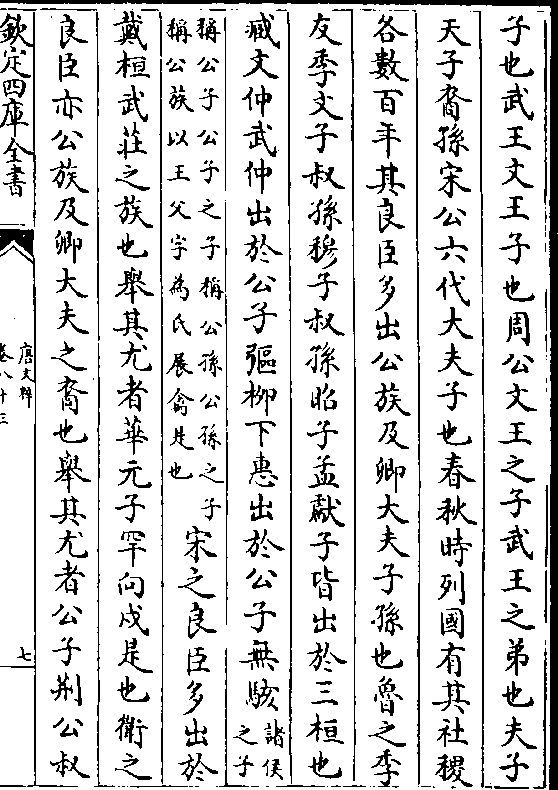 子也武王文王子也周公文王之子武王之弟也夫子
天子裔孫宋公六代大夫子也春秋時列國有其社稷
各數百年其良臣多出公族及卿大夫子孫也魯之季
友季文子叔孫穆子叔孫昭子孟獻子皆出於三桓也
臧文仲武仲出於公子彄柳下惠出於公子無駭諸侯之子
稱公子公子之子稱公孫公孫之子
稱公族以王父字為氏展禽是也
宋之良臣多出於
戴桓武莊之族也舉其尤者華元子罕向戌是也衛之
良臣亦公族及卿大夫之裔也舉其尤者公子荆公叔
欽定四庫全書
唐文粹
卷八十三
七